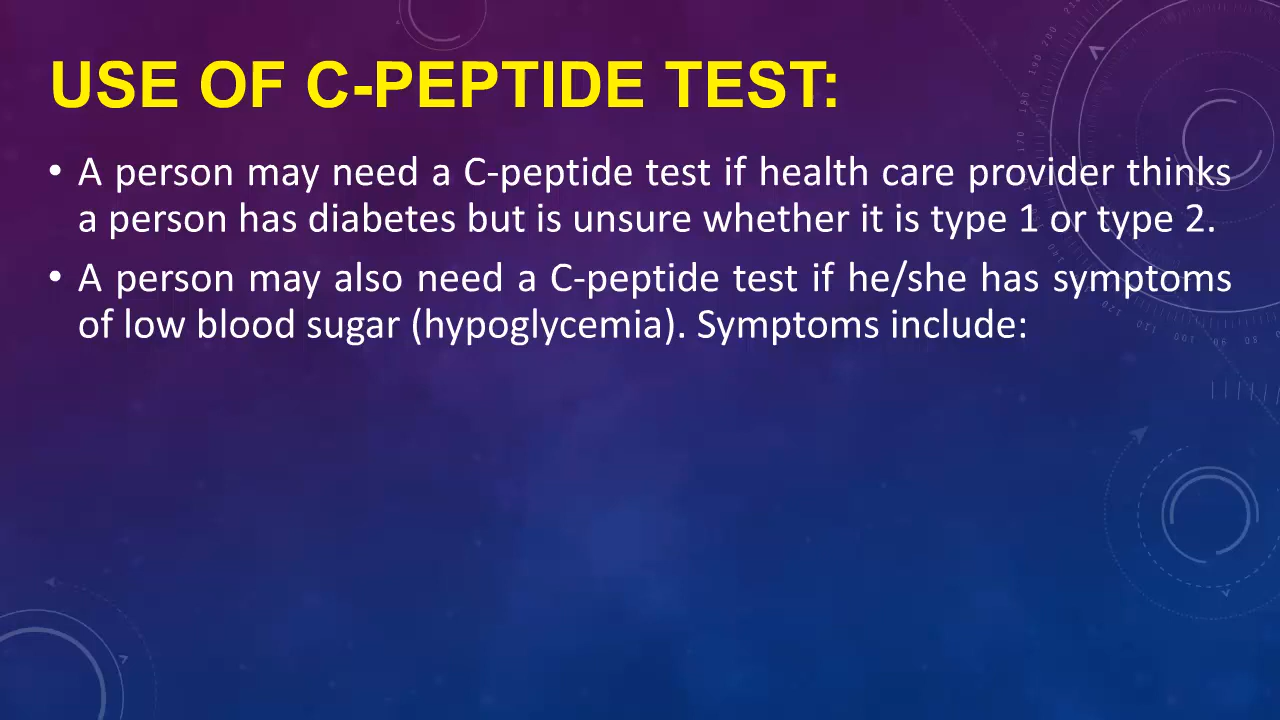 USE OF C-PEPTIDE TEST:
• A person may need a C-peptide test if health care provider thinks
a person has diabetes but is unsure whether it is type 1 or type 2.
• A person may also need a C-peptide test if he/she has symptoms
of low blood sugar (hypoglycemia). Symptoms include: